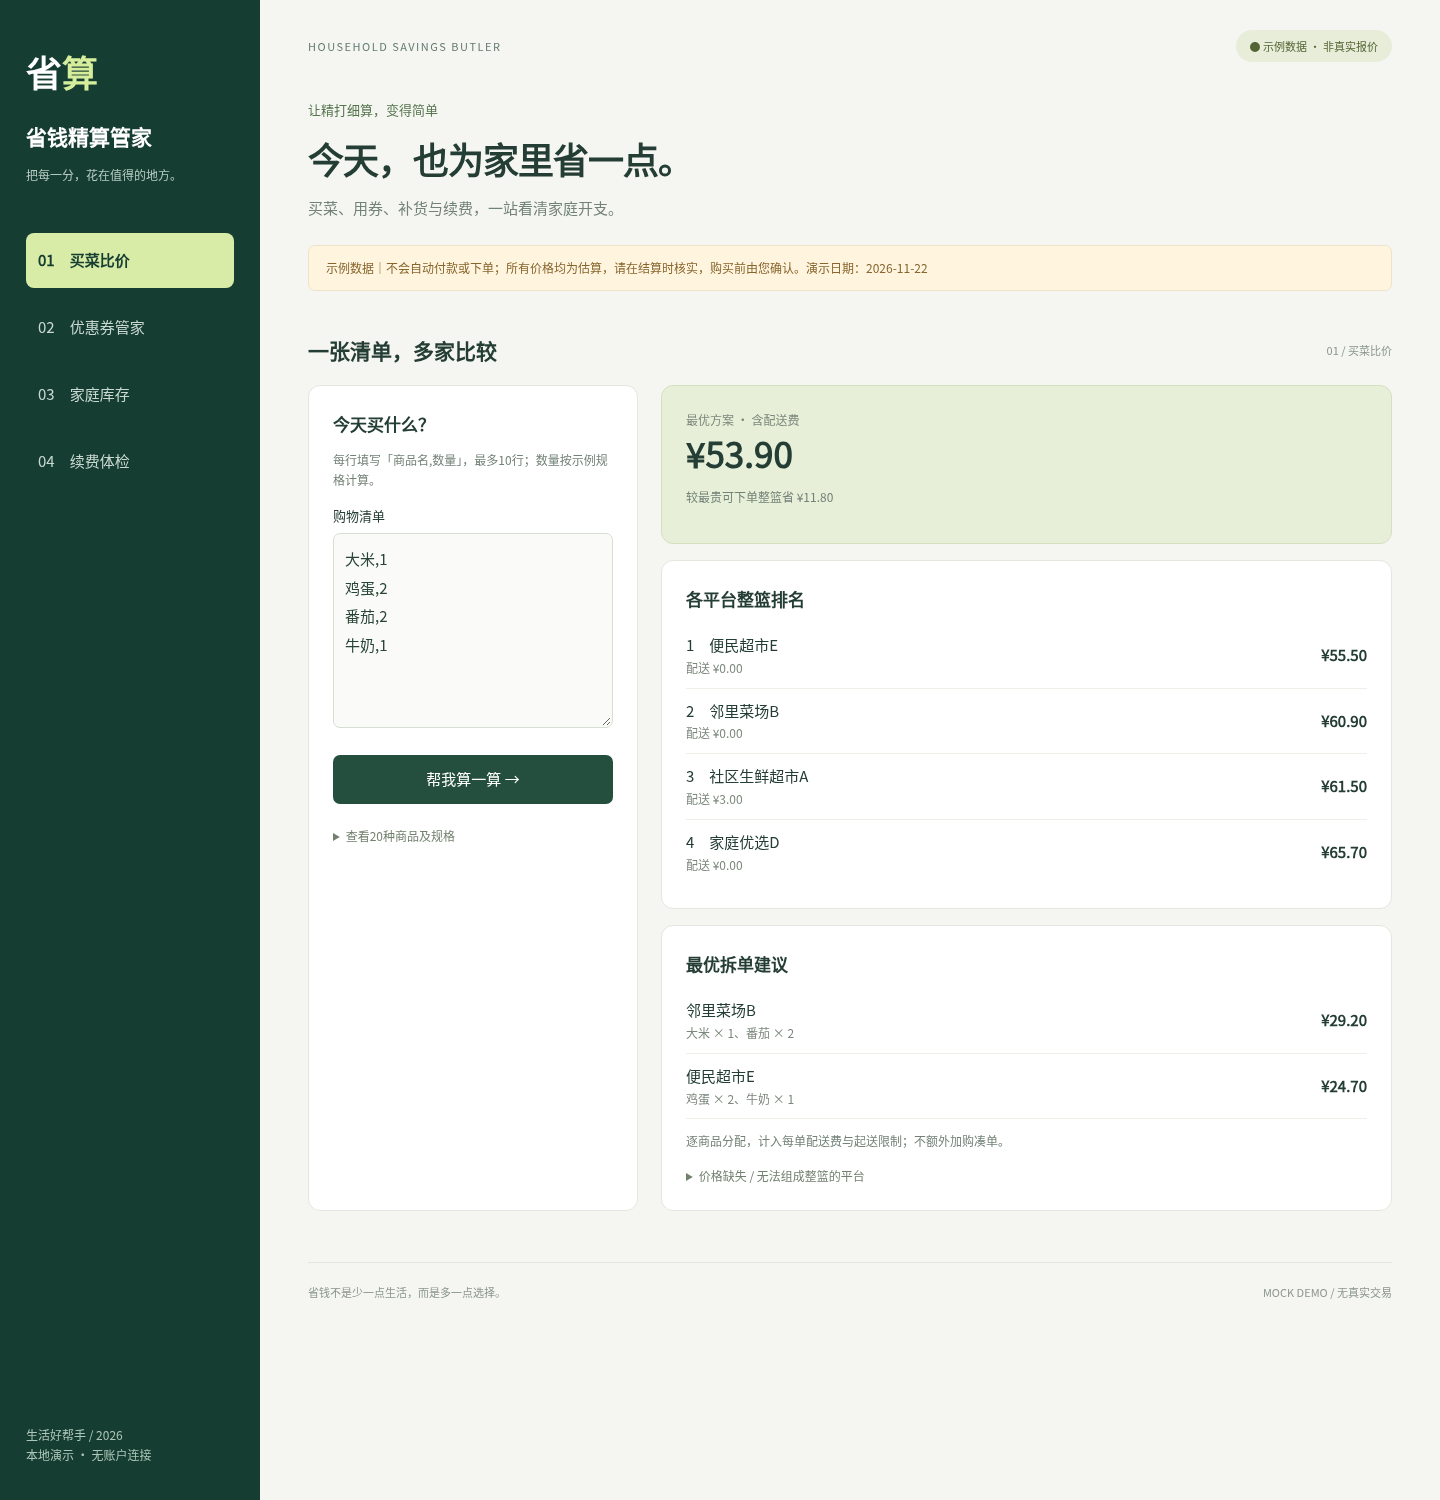 省算
省钱精算管家
把每一分，花在值得的地方。
01 买菜比价
02 优惠券管家
03 家庭库存
04 续费体检
生活好帮手 / 2026
本地演示 · 无账户连接
HOUSEHOLD SAVINGS BUTLER
● 示例数据 · 非真实报价
让精打细算，变得简单
今天，也为家里省一点。
买菜、用券、补货与续费，一站看清家庭开支。
示例数据｜不会自动付款或下单；所有价格均为估算，请在结算时核实，购买前由您确认。演示日期：2026-11-22
一张清单，多家比较
01 / 买菜比价
今天买什么？
每行填写「商品名,数量」，最多10行；数量按示例规
格计算。
购物清单
大米,1
鸡蛋,2
番茄,2
牛奶,1
帮我算一算 →
▶ 查看20种商品及规格
最优方案 · 含配送费
¥53.90
较最贵可下单整篮省 ¥11.80
各平台整篮排名
1 便民超市E
配送 ¥0.00
¥55.50
2 邻里菜场B
配送 ¥0.00
¥60.90
3 社区生鲜超市A
配送 ¥3.00
¥61.50
4 家庭优选D
配送 ¥0.00
¥65.70
最优拆单建议
邻里菜场B
大米 × 1、番茄 × 2
¥29.20
便民超市E
鸡蛋 × 2、牛奶 × 1
¥24.70
逐商品分配，计入每单配送费与起送限制；不额外加购凑单。
▶ 价格缺失 / 无法组成整篮的平台
省钱不是少一点生活，而是多一点选择。
MOCK DEMO / 无真实交易